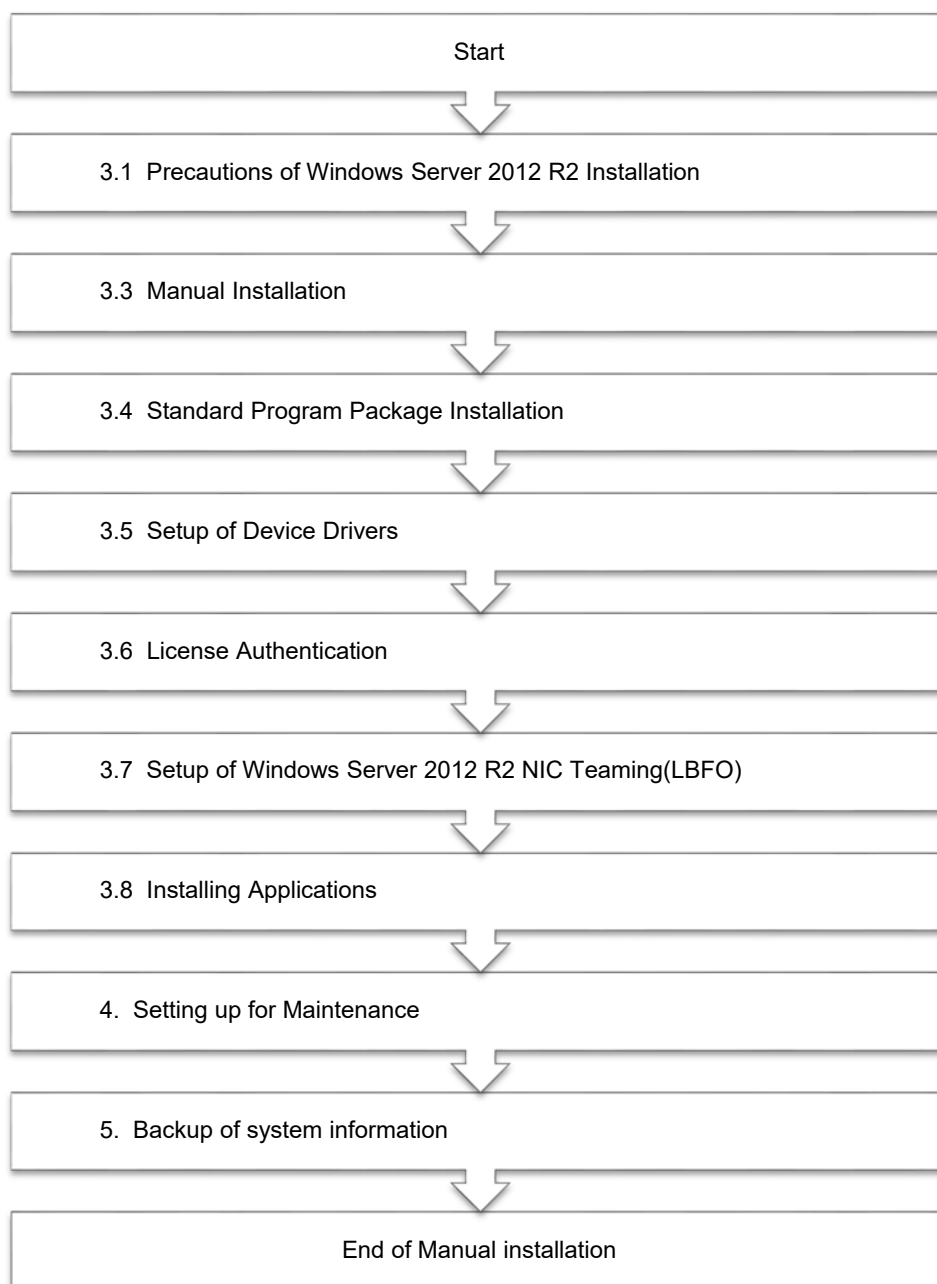 Start
3.1 Precautions of Windows Server 2012 R2 Installation
3.3 Manual Installation
3.4 Standard Program Package Installation
3.5 Setup of Device Drivers
3.6 License Authentication
3.7 Setup of Windows Server 2012 R2 NIC Teaming(LBFO)
3.8 Installing Applications
4. Setting up for Maintenance
5. Backup of system information
End of Manual installation